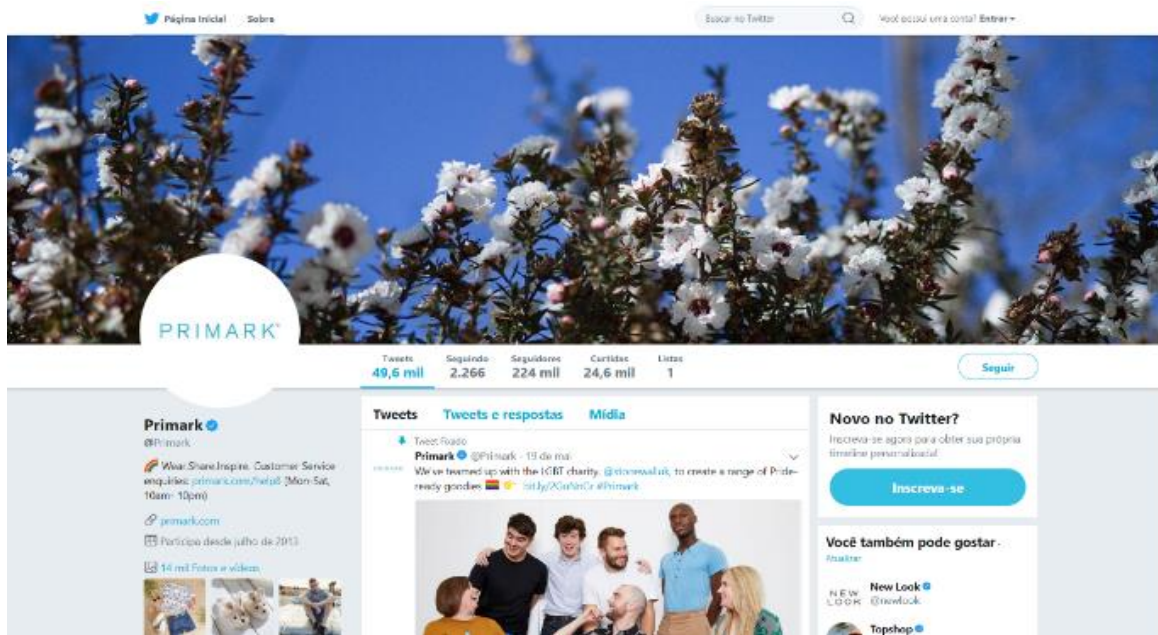 Página Inicial Sobre
Buscar no Twitter
Você possui uma conta? Entrar
PRIMARK
Tweets Seguindo Seguidores Curtidas Listas
49,6 mil 2.266 224 mil 24,6 mil 1
Seguir
Primark
@Primark
Wear.Share.Inspire. Customer Service
enquiries: primark.com/help8 (Mon-Sat,
10am- 10pm)
primark.com
Participa desde julho de 2013
14 mil Fotos e vídeos
Tweets Tweets e respostas Mídia
Tweet Fixado
Primark @Primark · 19 de mai
We've teamed up with the LGBT charity, @stonewalluk, to create a range of Pride-
ready goodies #Primark
Novo no Twitter?
Inscreva-se agora para obter sua própria
timeline personalizada!
Inscreva-se
Você também pode gostar ·
Atualizar
NEW
LOOK
New Look
@newlook
Topshop